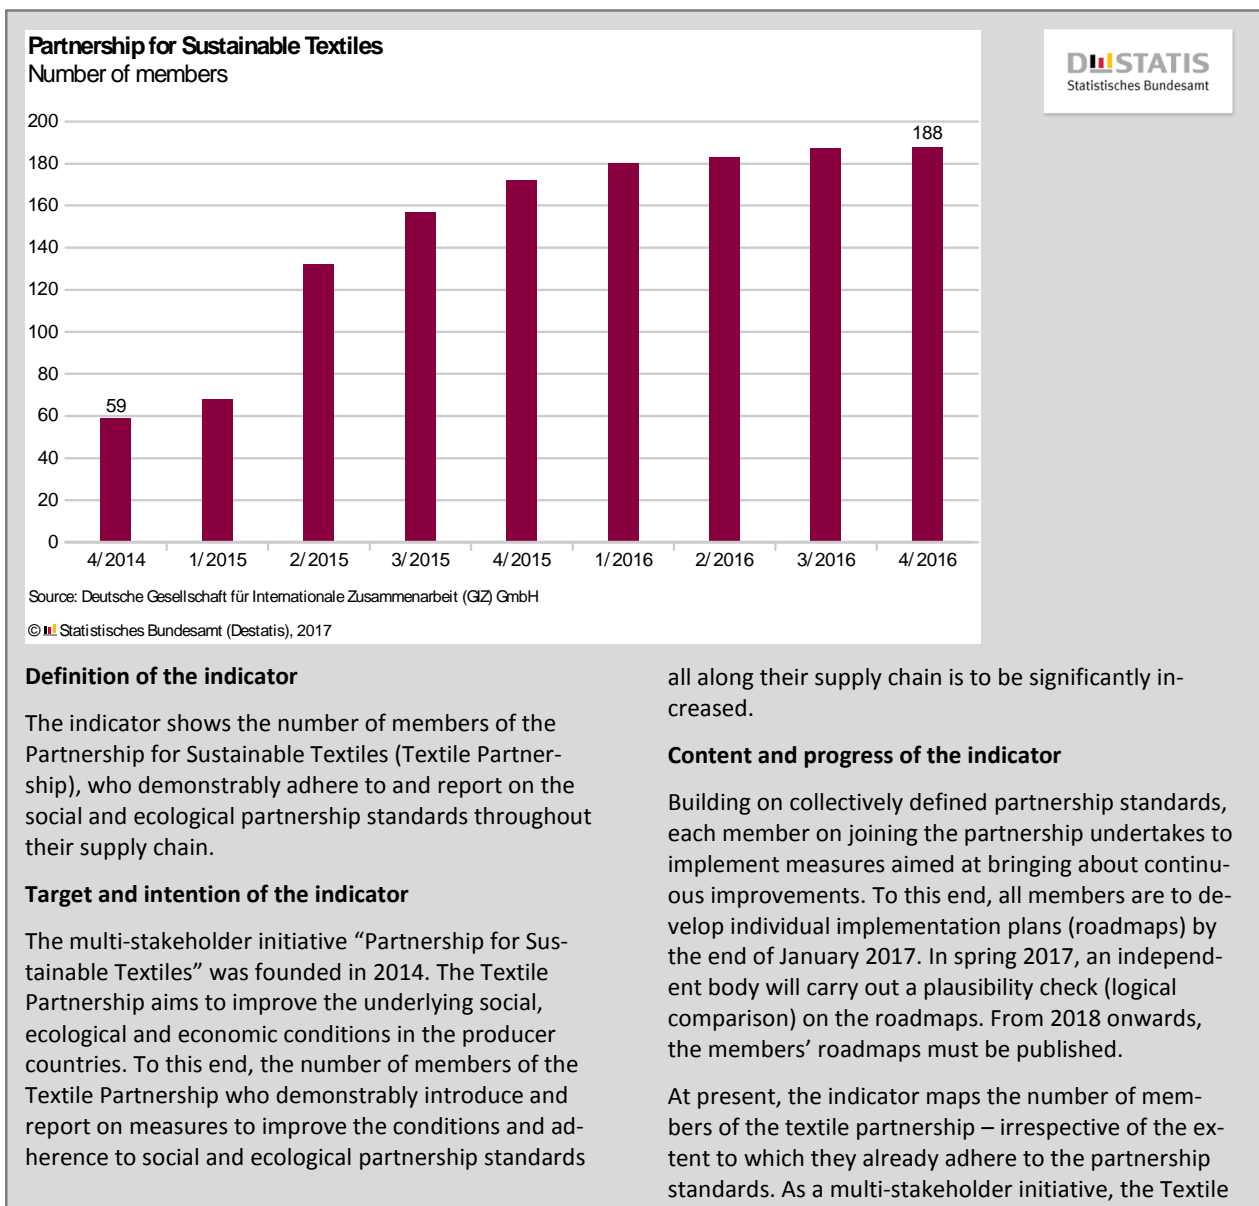 Partnership for Sustainable Textiles
Number of members
DESTATIS
Statistisches Bundesamt
200
180
160
140
120
100
80
60
40
20
0
59
188
4/2014
1/2015
2/2015
3/2015
4/2015
1/2016
2/2016
3/2016
4/2016
Source: Deutsche Gesellschaft für Internationale Zusammenarbeit (GIZ) GmbH
© Statistisches Bundesamt (Destatis), 2017
Definition of the indicator
The indicator shows the number of members of the
Partnership for Sustainable Textiles (Textile Partner-
ship), who demonstrably adhere to and report on the
social and ecological partnership standards throughout
their supply chain.
Target and intention of the indicator
The multi-stakeholder initiative “Partnership for Sus-
tainable Textiles” was founded in 2014. The Textile
Partnership aims to improve the underlying social,
ecological and economic conditions in the producer
countries. To this end, the number of members of the
Textile Partnership who demonstrably introduce and
report on measures to improve the conditions and ad-
herence to social and ecological partnership standards
all along their supply chain is to be significantly in-
creased.
Content and progress of the indicator
Building on collectively defined partnership standards,
each member on joining the partnership undertakes to
implement measures aimed at bringing about continu-
ous improvements. To this end, all members are to de-
velop individual implementation plans (roadmaps) by
the end of January 2017. In spring 2017, an independ-
ent body will carry out a plausibility check (logical
comparison) on the roadmaps. From 2018 onwards,
the members’ roadmaps must be published.
At present, the indicator maps the number of mem-
bers of the textile partnership – irrespective of the ex-
tent to which they already adhere to the partnership
standards. As a multi-stakeholder initiative, the Textile